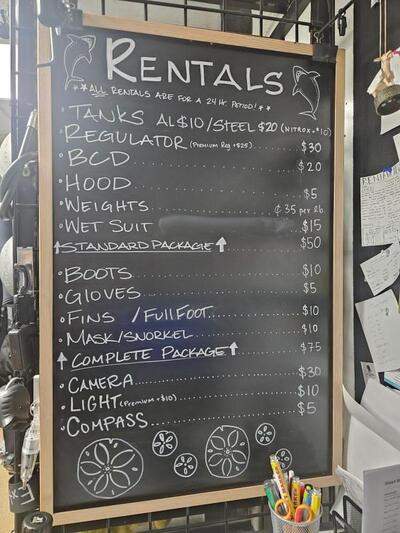 RENTALS
**ALL RENTALS ARE FOR A 24 Hr. PERIOD!**
•TANKS AL$10/STEEL $20 (NITROX+$10)
•REGULATOR (Premium Reg +$25) $30
•BCD $20
•HOOD $5
•WEIGHTS ¢35 per lb.
•WET SUIT $15
↑STANDARD PACKAGE↑ $50
•BOOTS $10
•GLOVES $5
•FINS /FullFOOT $10
•MASK/SNORKEL $10
↑COMPLETE PACKAGE↑ $75
•CAMERA $30
•LIGHT (Premium +$10) $10
•COMPASS $5